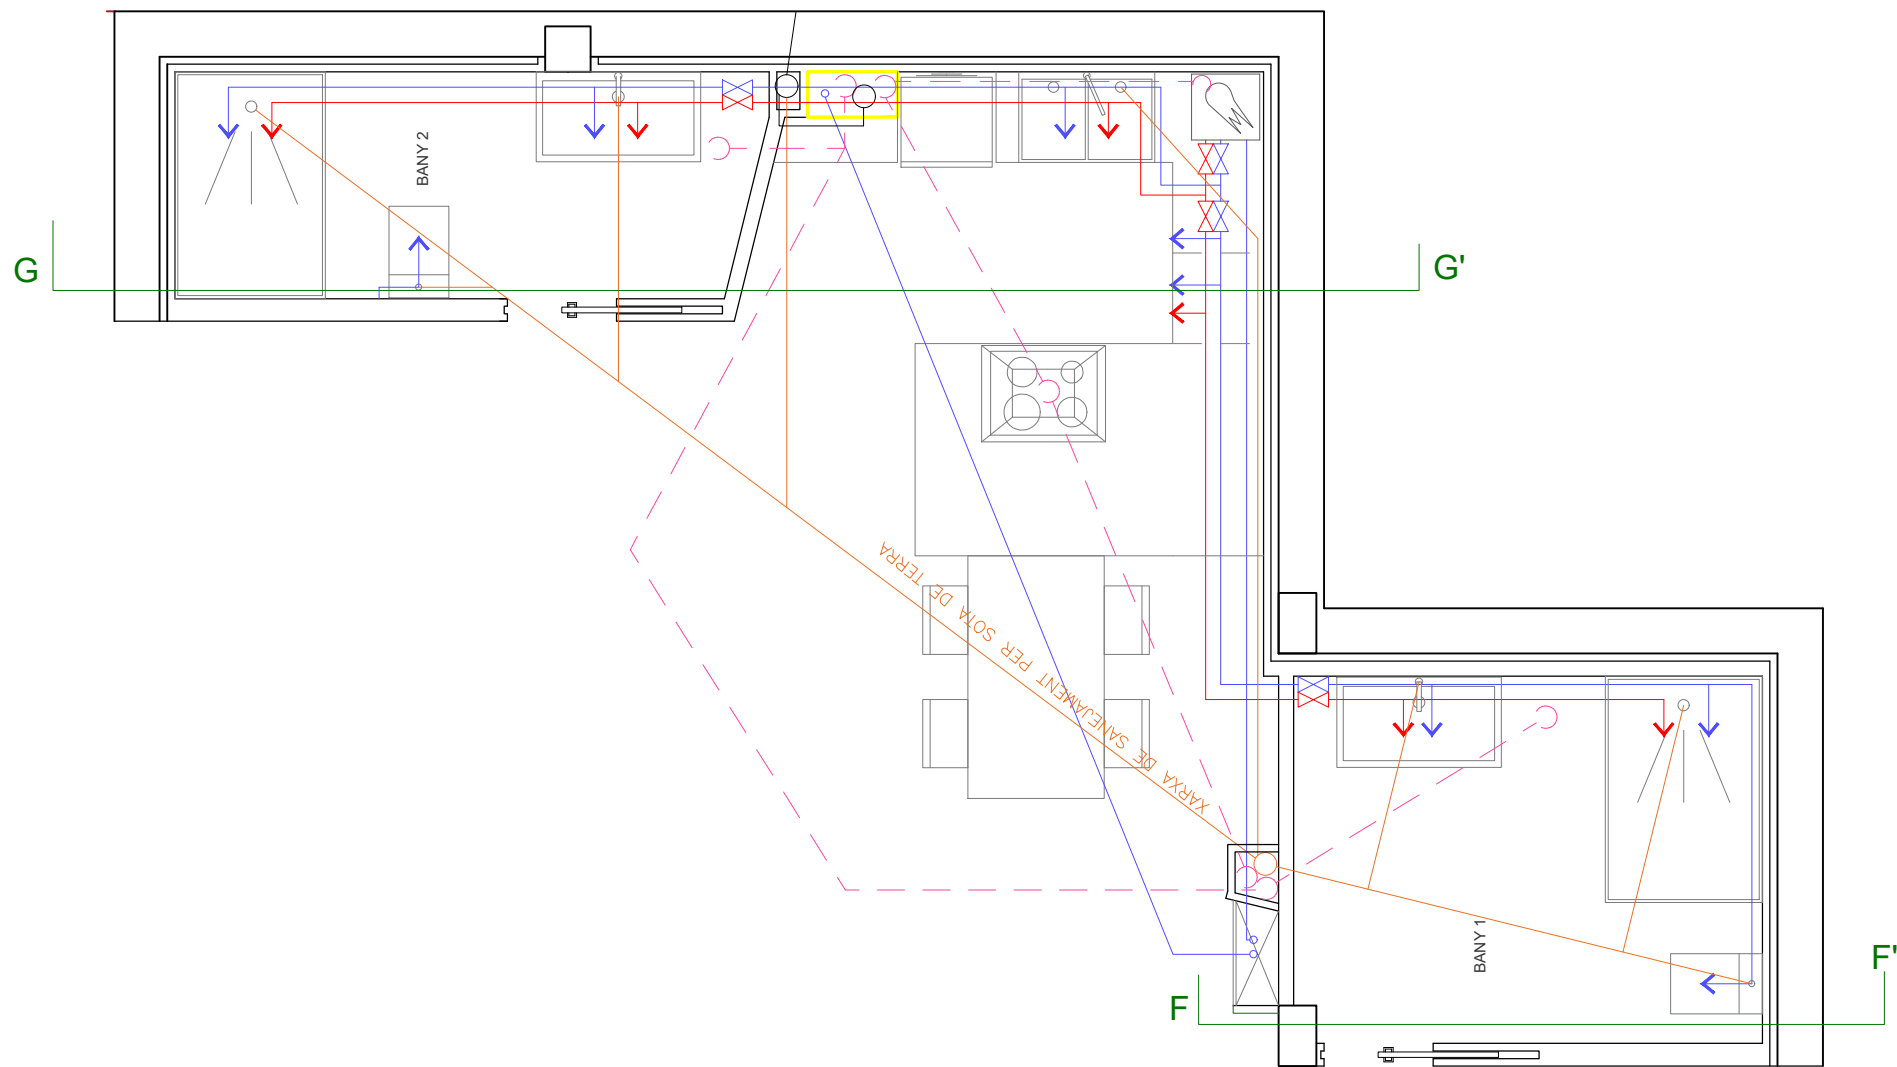 BANY 2
G
G'
XARXA DE SANEJAMENT PER SOTA DE TERRA
BANY 1
F
F'